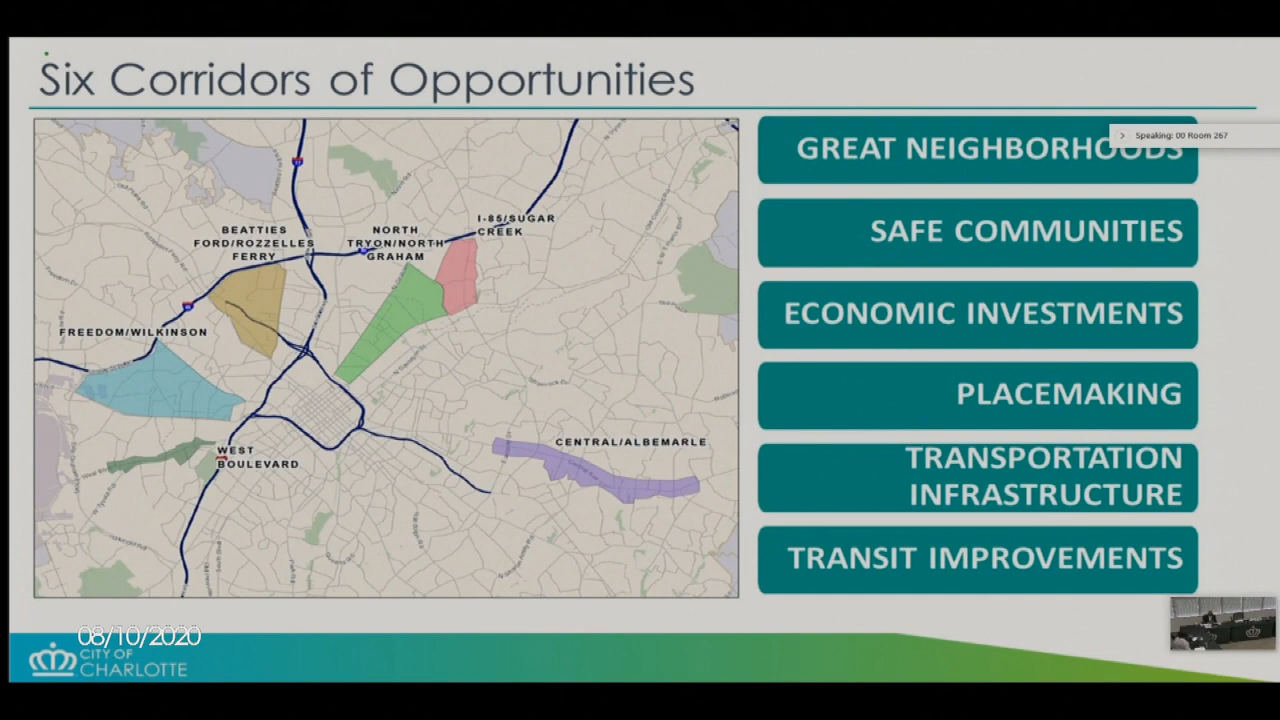 Six Corridors of Opportunities
BEATTIES
FORD/ROZZELLES
FERRY
NORTH
TRYON/NORTH
GRAHAM
I-85/SUGAR
CREEK
FREEDOM/WILKINSON
WEST
BOULEVARD
CENTRAL/ALBEMARLE
GREAT NEIGHBORHOODS
Speaking: 00 Room 267
SAFE COMMUNITIES
ECONOMIC INVESTMENTS
PLACEMAKING
TRANSPORTATION
INFRASTRUCTURE
TRANSIT IMPROVEMENTS
08/10/2020
CITY OF
CHARLOTTE